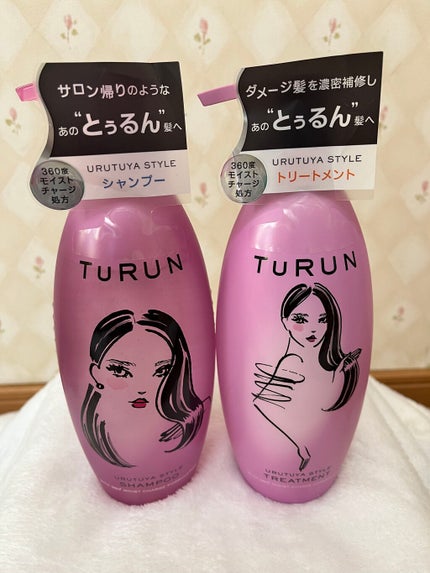 サロン帰りのような
あの“とぅるん”髪へ
URUTUYA STYLE
シャンプー
360度
モイスト
チャージ
処方
TURUN
URUTUYA STYLE
SHAMPOO
ダメージ髪を濃密補修し
あの“とぅるん”髪へ
URUTUYA STYLE
トリートメント
360度
モイスト
チャージ
処方
TURUN
URUTUYA STYLE
TREATMENT